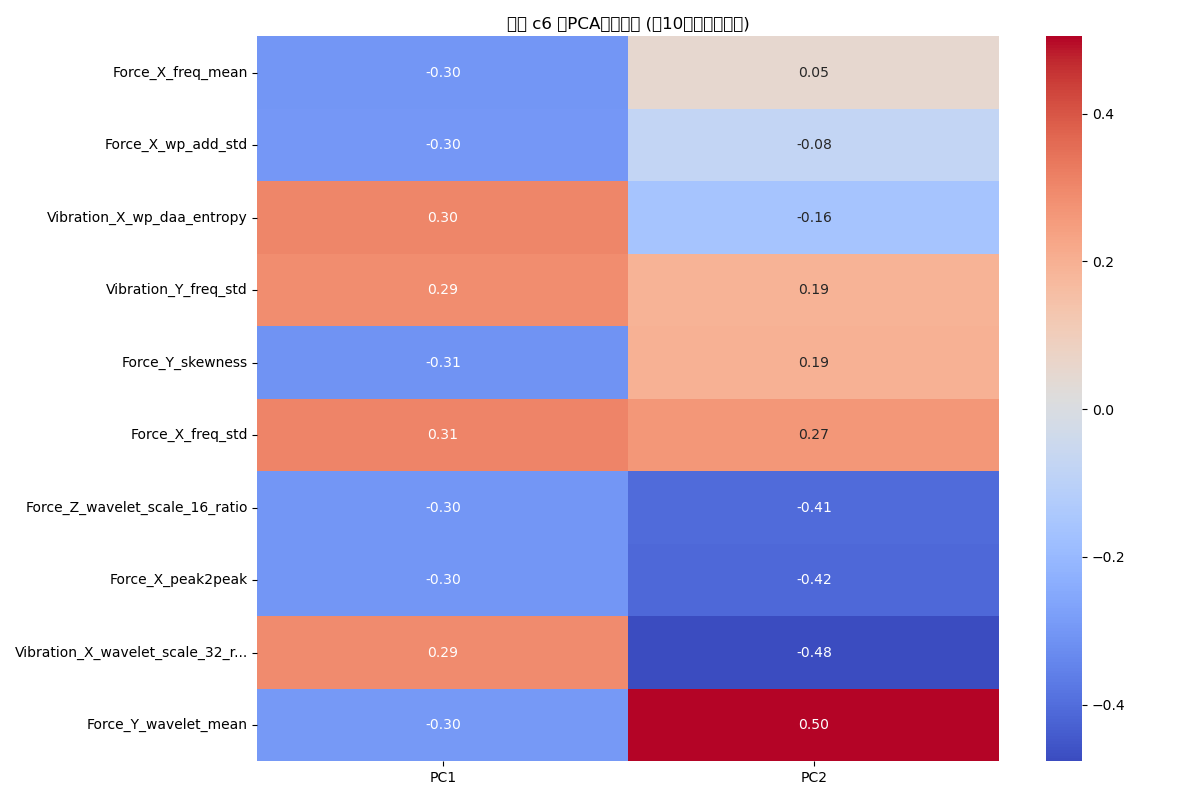 c6 PCA (10)
Force_X_freq_mean -0.30 0.05
Force_X_wp_add_std -0.30 -0.08
Vibration_X_wp_daa_entropy 0.30 -0.16
Vibration_Y_freq_std 0.29 0.19
Force_Y_skewness -0.31 0.19
Force_X_freq_std 0.31 0.27
Force_Z_wavelet_scale_16_ratio -0.30 -0.41
Force_X_peak2peak -0.30 -0.42
Vibration_X_wavelet_scale_32_r... 0.29 -0.48
Force_Y_wavelet_mean -0.30 0.50
PC1 PC2
0.4
0.2
0.0
−0.2
−0.4